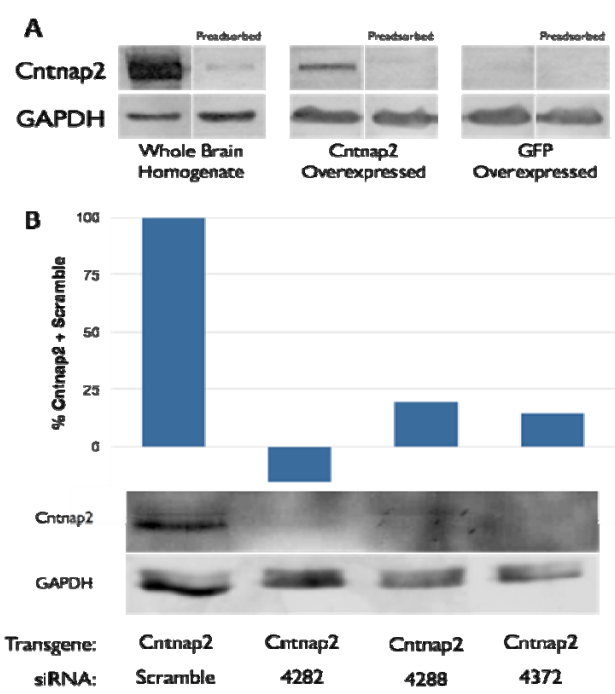 A
Preadsorbed Preadsorbed Preadsorbed
Cntnap2
GAPDH
Whole Brain Homogenate
Cntnap2 Overexpressed
GFP Overexpressed
B
% Cntnap2 + Scramble
100
75
50
25
0
Cntnap2
GAPDH
Transgene: Cntnap2 Cntnap2 Cntnap2 Cntnap2
siRNA: Scramble 4282 4288 4372